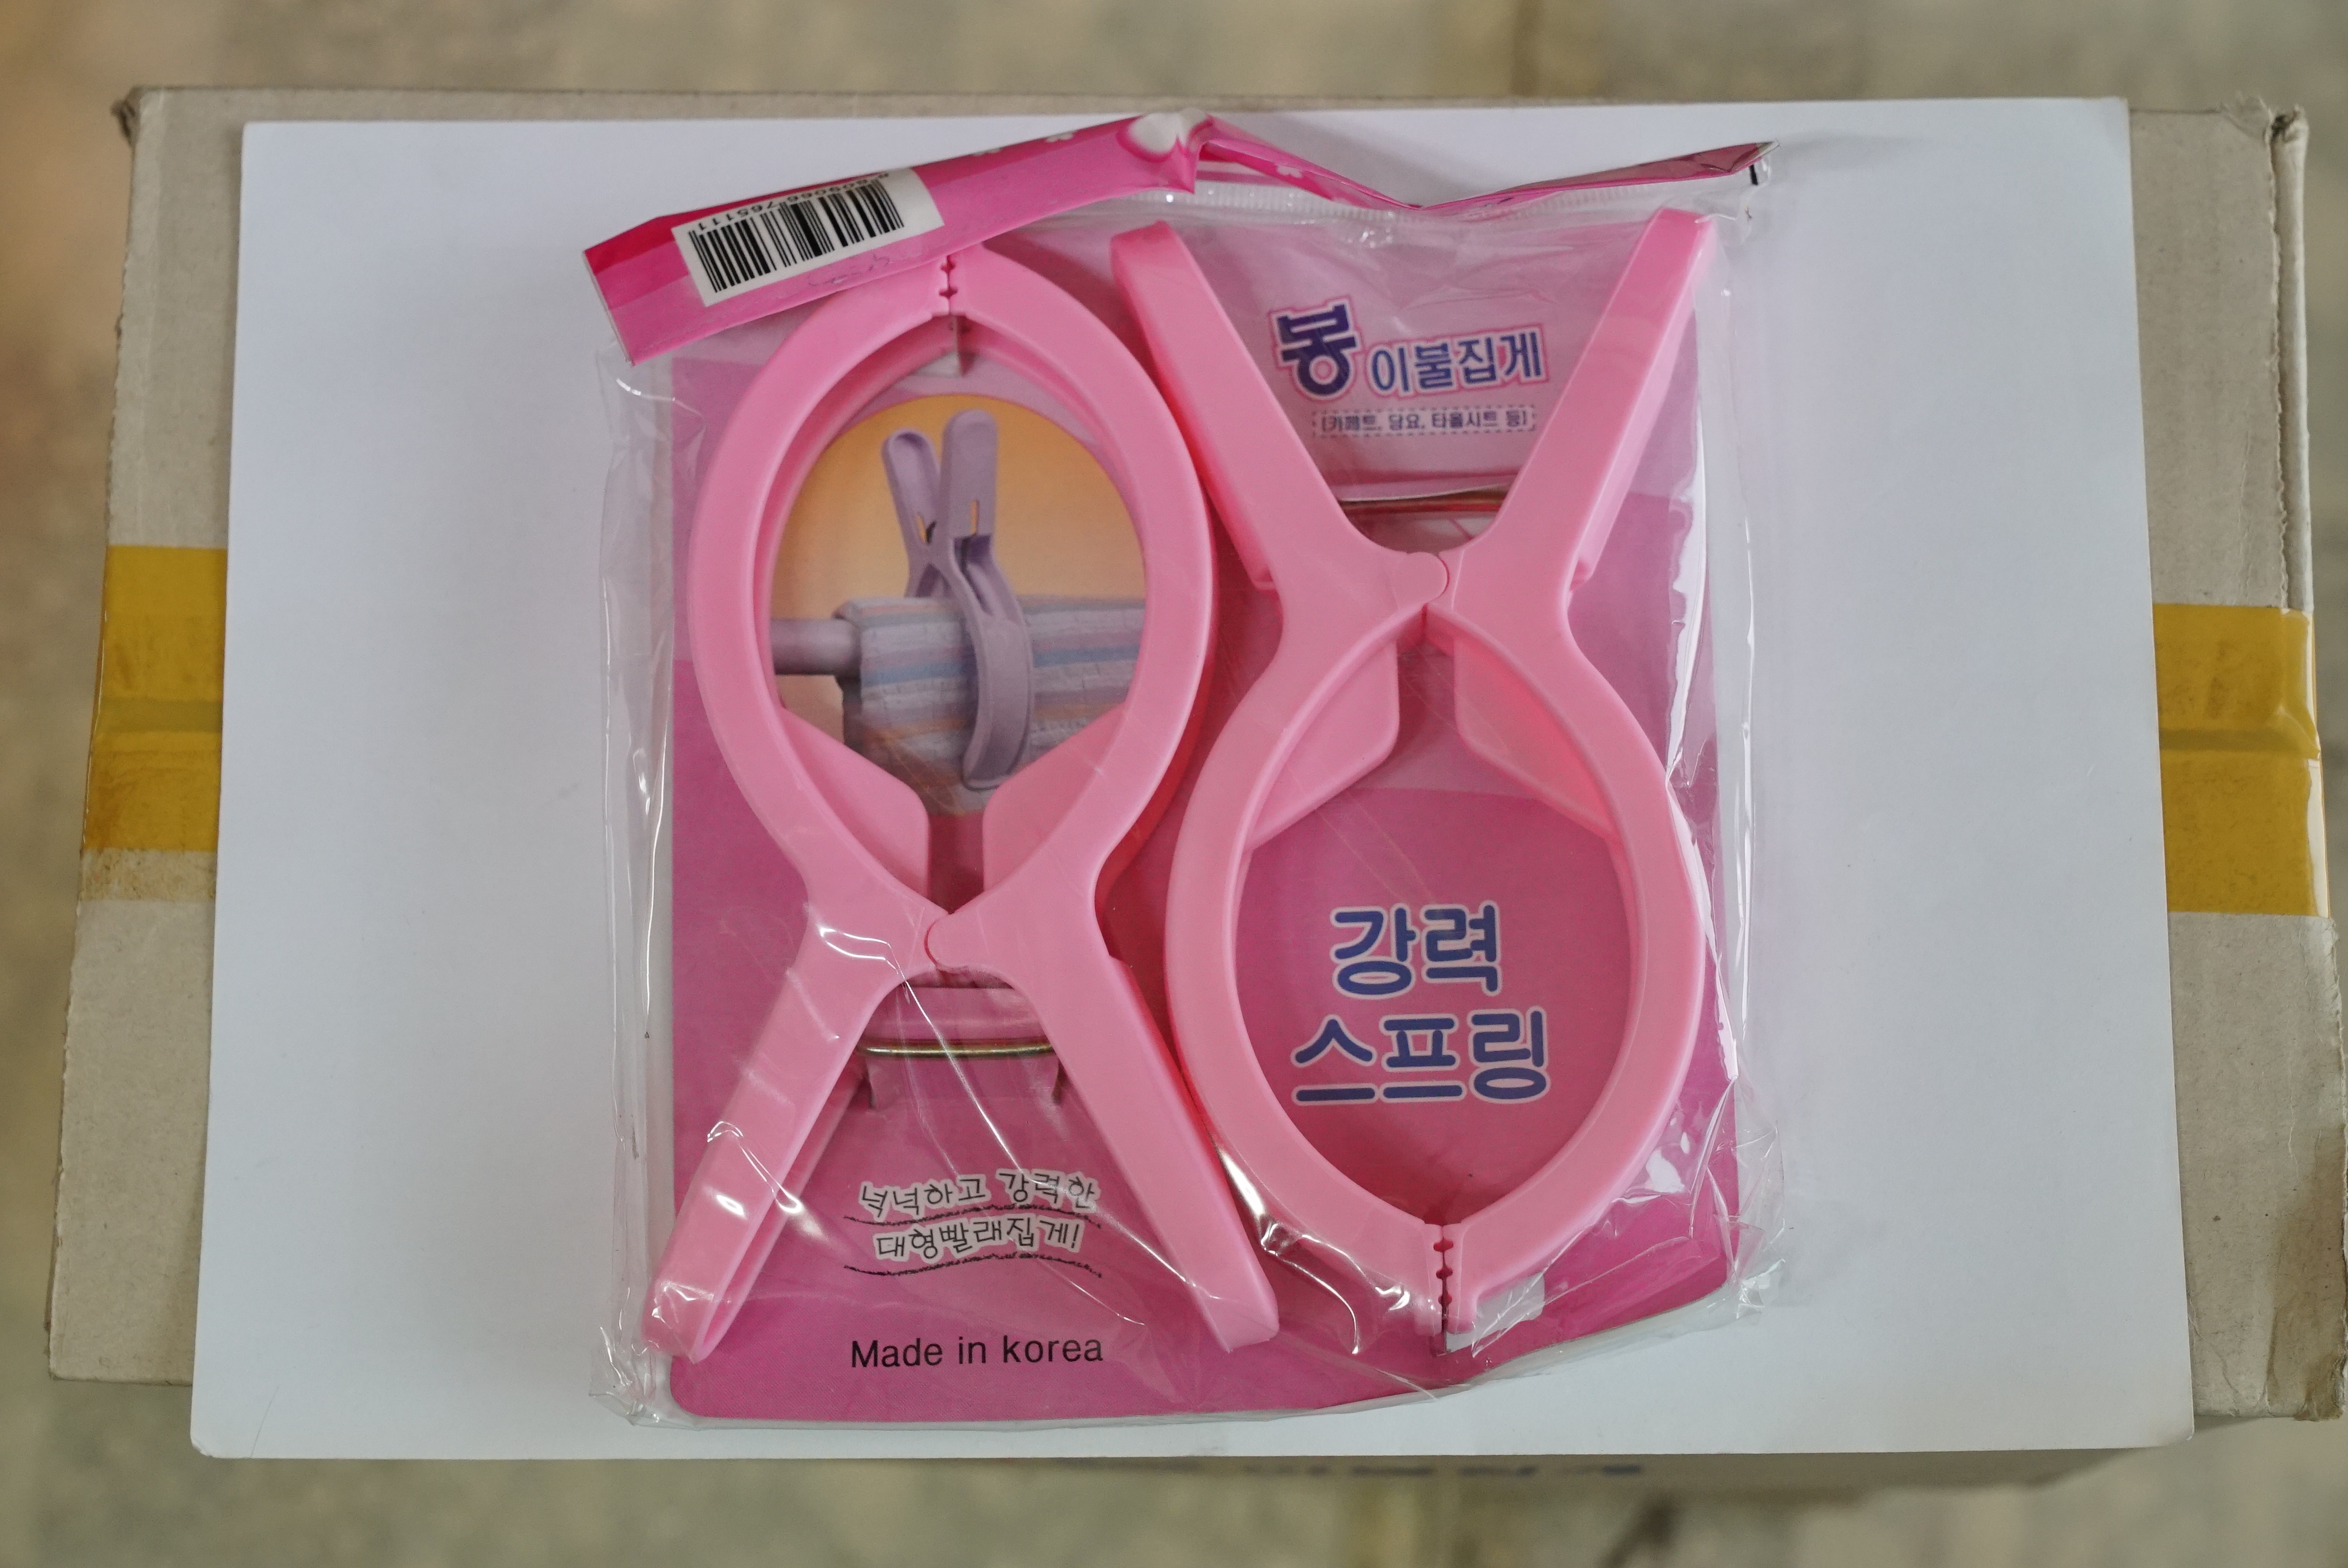 봉 이불집게
(카페트, 담요, 타올시트 등)
강력
스프링
넉넉하고 강력한
대형빨래집게!
Made in korea